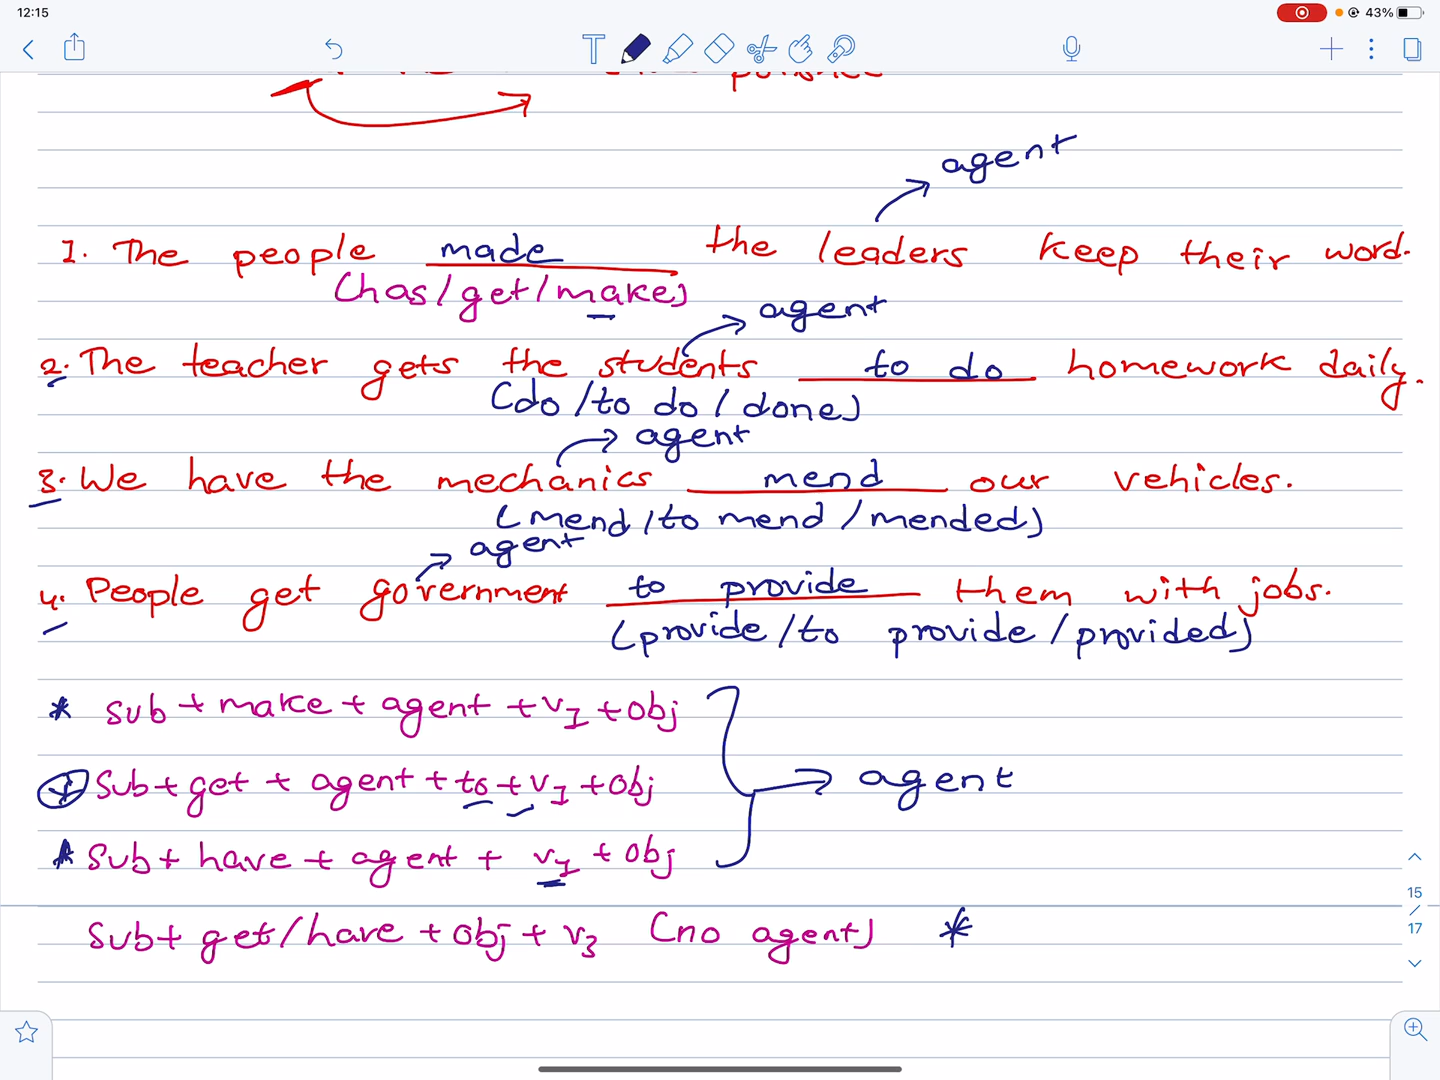 12:15
43%
T
agent
1. The people made the leaders keep their word.
(has/get/make)
agent
2. The teacher gets the students to do homework daily.
(do/to do/done)
agent
3. We have the mechanics mend our vehicles.
(mend/to mend/mended)
agent
4. People get government to provide them with jobs.
(provide/to provide/provided)
* Sub + make + agent + V1 + obj
* Sub + get + agent + to + V1 + obj
agent
* Sub + have + agent + V1 + obj
Sub + get/have + obj + V3 (no agent) *
15
/
17